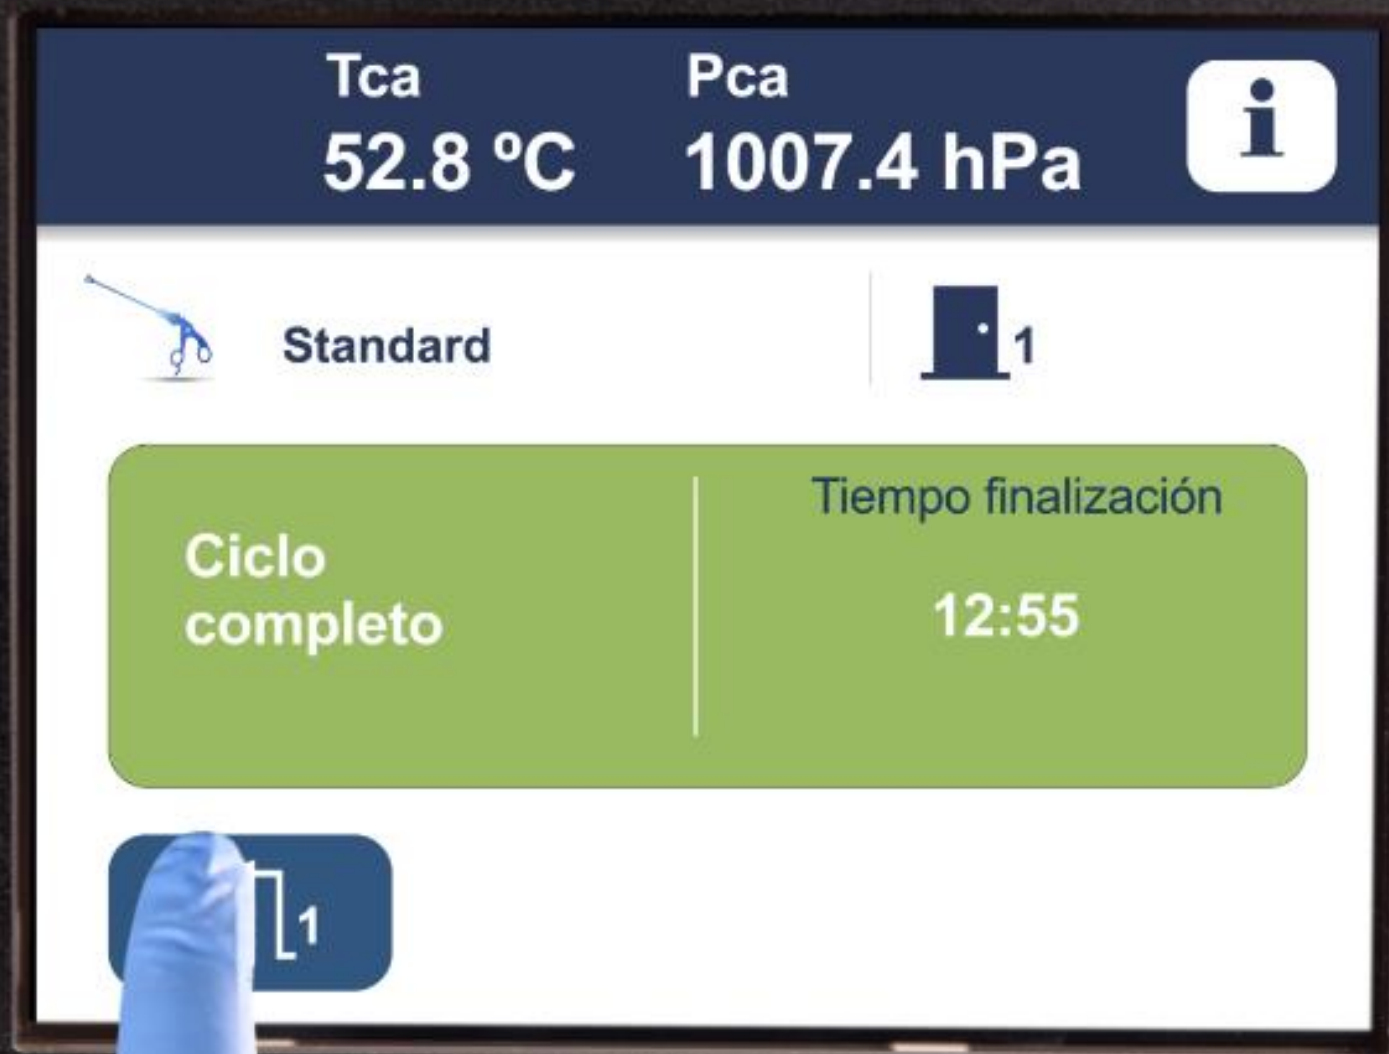 Tca
Pca
52.8 ºC
1007.4 hPa
i
Standard
1
Tiempo finalización
Ciclo
completo
12:55
1